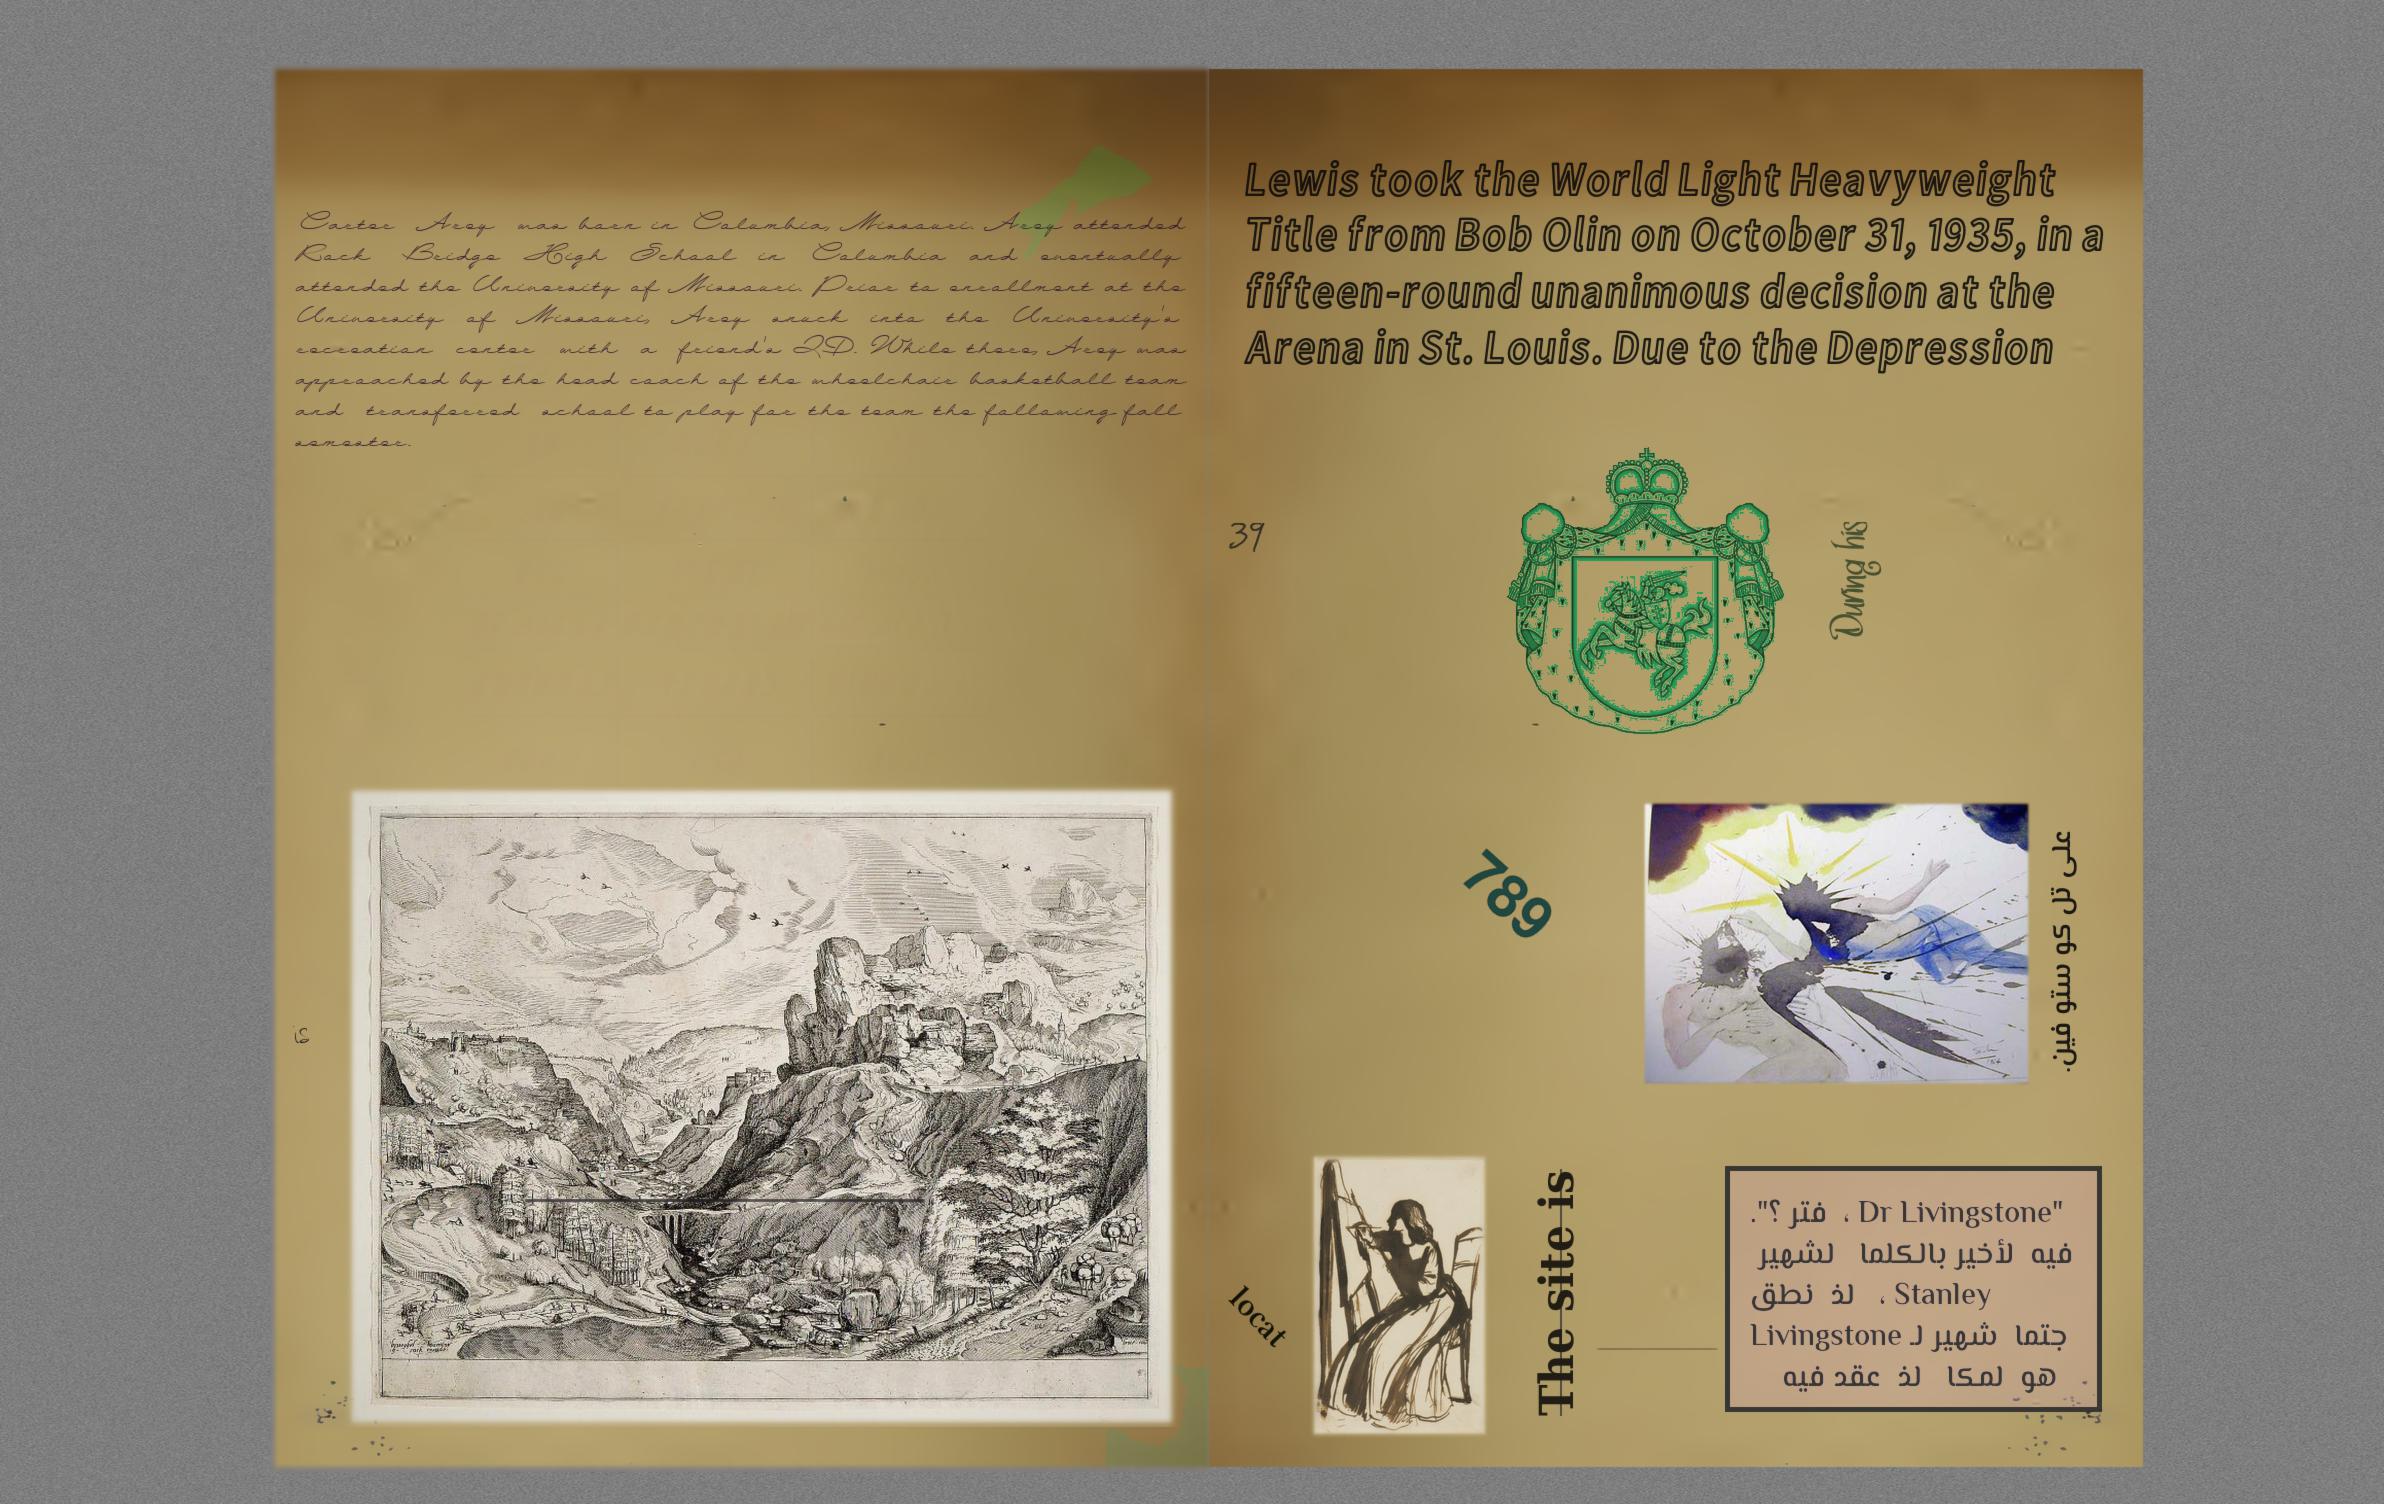 Carter Arey was born in Columbia, Missouri. Arey attended
Rock Bridge High School in Columbia and eventually
attended the University of Missouri. Prior to enrollment at the
University of Missouri, Arey snuck into the University's
recreation center with a friend's ID. While there, Arey was
approached by the head coach of the wheelchair basketball team
and transferred school to play for the team the following fall
semester.
Lewis took the World Light Heavyweight
Title from Bob Olin on October 31, 1935, in a
fifteen-round unanimous decision at the
Arena in St. Louis. Due to the Depression
39
During his
789
على تل كو ستو فين.
locat
The site is
"Dr Livingstone ، فتر ؟".
فيه لأخير بالكلما لشهير
Stanley ، لذ نطق
جتما شهير لـ Livingstone
هو لمكا لذ عقد فيه